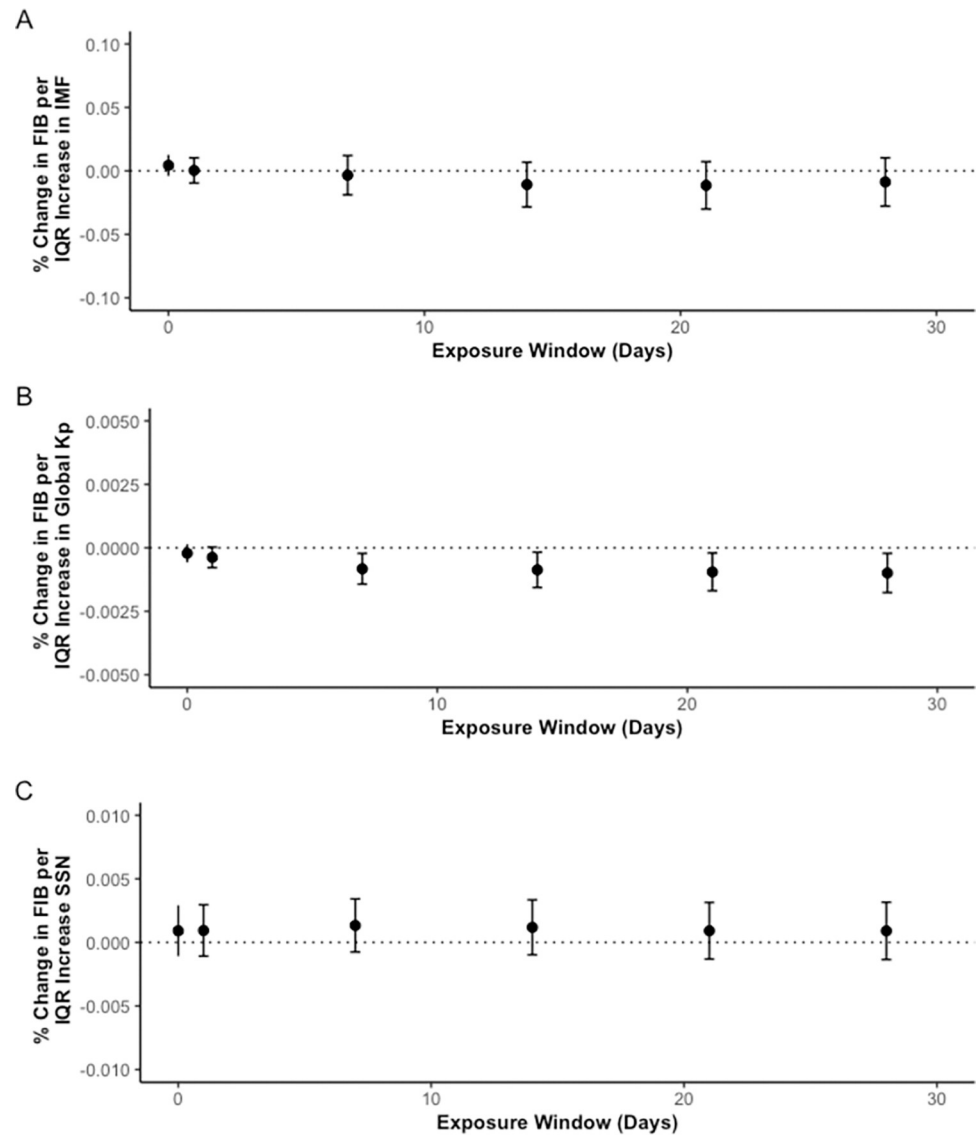 A
% Change in FIB per
IQR Increase in IMF
0.10
0.05
0.00
-0.05
-0.10
0 10 20 30
Exposure Window (Days)
B
% Change in FIB per
IQR Increase in Global Kp
0.0050
0.0025
0.0000
-0.0025
-0.0050
0 10 20 30
Exposure Window (Days)
C
% Change in FIB per
IQR Increase SSN
0.010
0.005
0.000
-0.005
-0.010
0 10 20 30
Exposure Window (Days)